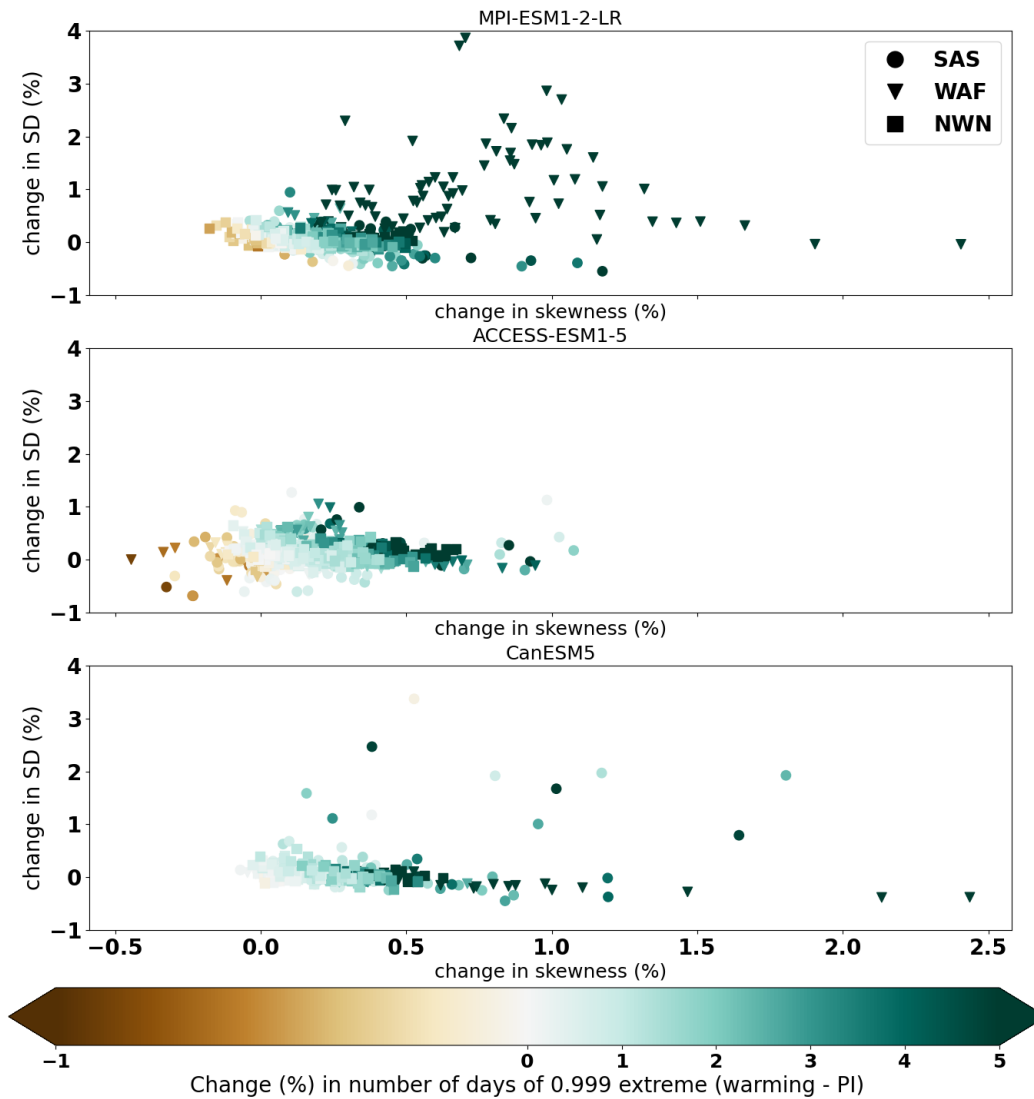 MPI-ESM1-2-LR
4
3
2
1
0
−1
change in SD (%)
SAS
WAF
NWN
change in skewness (%)
ACCESS-ESM1-5
4
3
2
1
0
−1
change in SD (%)
change in skewness (%)
CanESM5
4
3
2
1
0
−1
change in SD (%)
−0.5 0.0 0.5 1.0 1.5 2.0 2.5
change in skewness (%)
−1 0 1 2 3 4 5
Change (%) in number of days of 0.999 extreme (warming - PI)